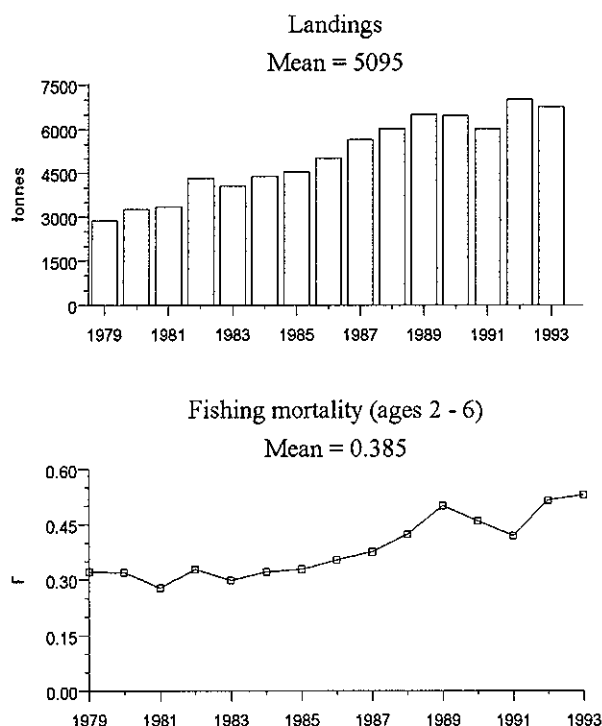 Landings
Mean = 5095
7500
6000
4500
3000
1500
0
tonnes
1979 1981 1983 1985 1987 1989 1991 1993
Fishing mortality (ages 2 - 6)
Mean = 0.385
0.60
0.45
0.30
0.15
0.00
F
1979 1981 1983 1985 1987 1989 1991 1993